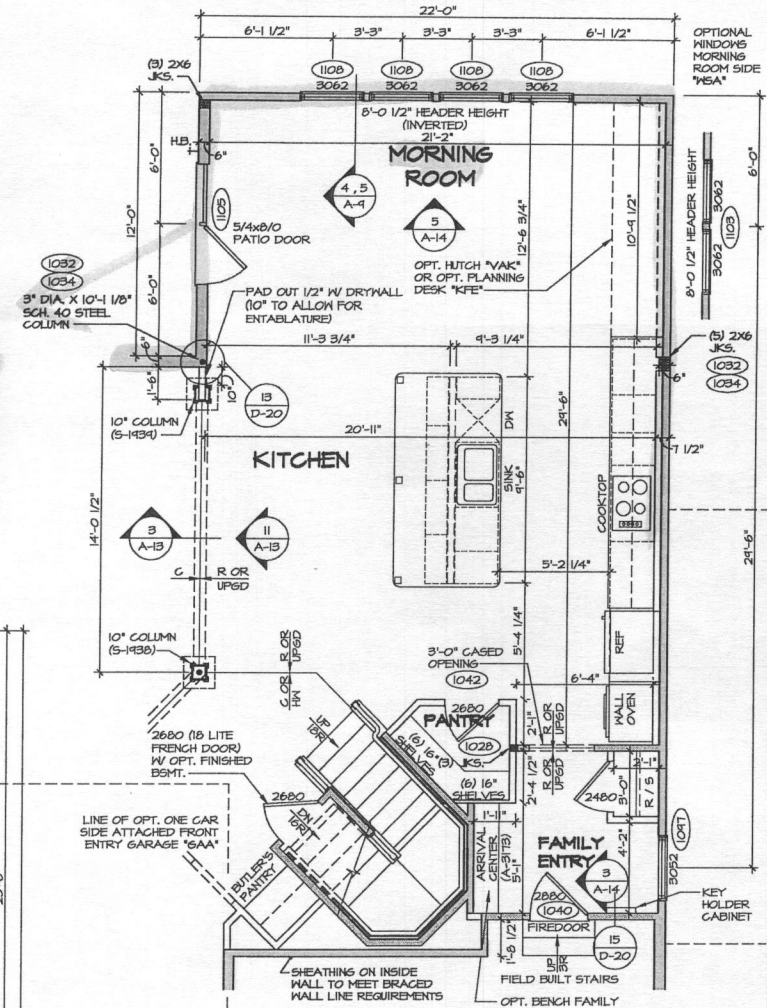 22'-0"
6'-1 1/2"
3'-3"
3'-3"
3'-3"
6'-1 1/2"
OPTIONAL
WINDOWS
MORNING
ROOM SIDE
"WSA"
(3) 2X6
JKS.
1108
1108
1108
1108
3062
3062
3062
3062
8'-0 1/2" HEADER HEIGHT
(INVERTED)
21'-2"
H.B.
6"
MORNING
ROOM
6'-0"
12'-0"
6'-0"
1105
5/4x8/0
PATIO DOOR
4,5
A-9
5
A-14
12'-6 3/4"
10'-9 1/2"
8'-0 1/2" HEADER HEIGHT
3062
3062
1103
6'-0"
OPT. HUTCH "VAK"
OR OPT. PLANNING
DESK "KFE"
1032
1034
3" DIA. X 10'-1 1/8"
SCH. 40 STEEL
COLUMN
PAD OUT 1/2" W/ DRYWALL
(10" TO ALLOW FOR
ENTABLATURE)
11'-3 3/4"
9'-3 1/4"
(5) 2X6
JKS.
1032
1034
6"
6"
1'-6"
10"
13
D-20
10" COLUMN
(S-1939)
20'-11"
29'-6"
7 1/2"
KITCHEN
DW
SINK
9'-6"
COOKTOP
14'-0 1/2"
3
A-13
11
A-13
C
R OR
UPGD
5'-2 1/4"
29'-6"
10" COLUMN
(S-1938)
C OR
HW
R OR
UPGD
3'-0" CASED
OPENING
1042
5'-4 1/4"
REF
6'-4"
WALL
OVEN
2680
PANTRY
2'-1"
R OR
UPGD
UP
15R
(6) 16"
SHELVES
1028
(3) JKS.
2680 (18 LITE
FRENCH DOOR)
W/ OPT. FINISHED
BSMT.
(6) 16"
SHELVES
2'-4 1/2"
R OR
UPGD
2480
3'-0"
2'-1"
R / S
2680
DN
16R
1'-11"
LINE OF OPT. ONE CAR
SIDE ATTACHED FRONT
ENTRY GARAGE "GAA"
BUTLER'S
PANTRY
ARRIVAL
CENTER
(A-3173)
5'-1"
FAMILY
ENTRY
4'-2"
3052
1097
3
A-14
2880
1040
FIREDOOR
KEY
HOLDER
CABINET
1'-8 1/2"
UP
3R
15
D-20
FIELD BUILT STAIRS
SHEATHING ON INSIDE
WALL TO MEET BRACED
WALL LINE REQUIREMENTS
OPT. BENCH FAMILY